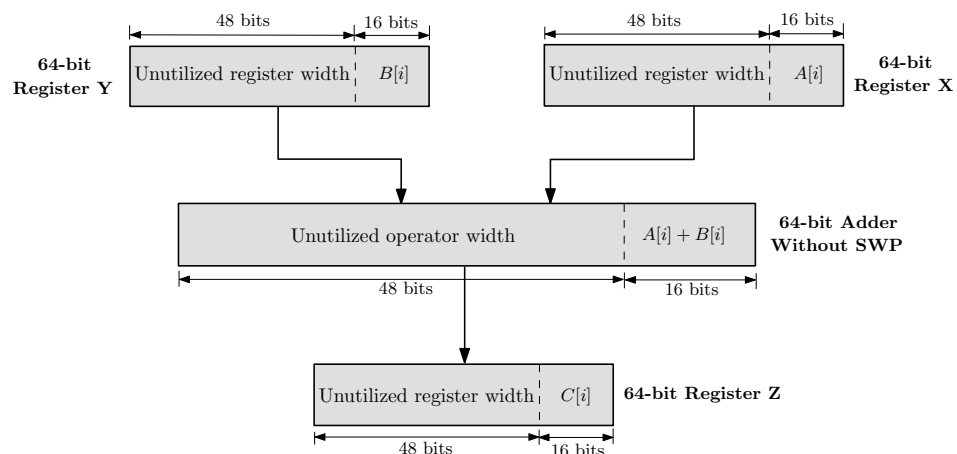 48 bits
16 bits
48 bits
16 bits
64-bit
Register Y
Unutilized register width
B[i]
Unutilized register width
A[i]
64-bit
Register X
Unutilized operator width
A[i] + B[i]
64-bit Adder
Without SWP
48 bits
16 bits
Unutilized register width
C[i]
64-bit Register Z
48 bits
16 bits